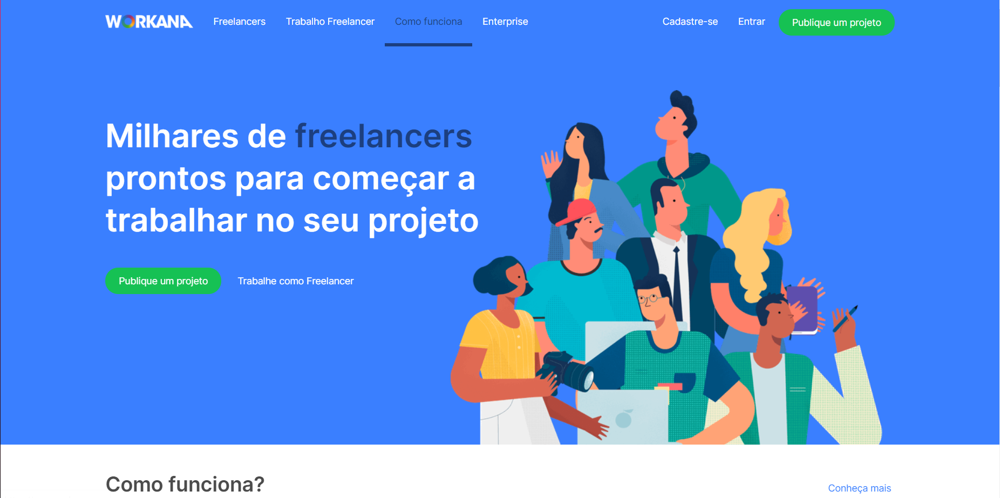 WORKANA
Freelancers
Trabalho Freelancer
Como funciona
Enterprise
Cadastre-se
Entrar
Publique um projeto
Milhares de freelancers
prontos para começar a
trabalhar no seu projeto
Publique um projeto
Trabalhe como Freelancer
Como funciona?
Conheça mais